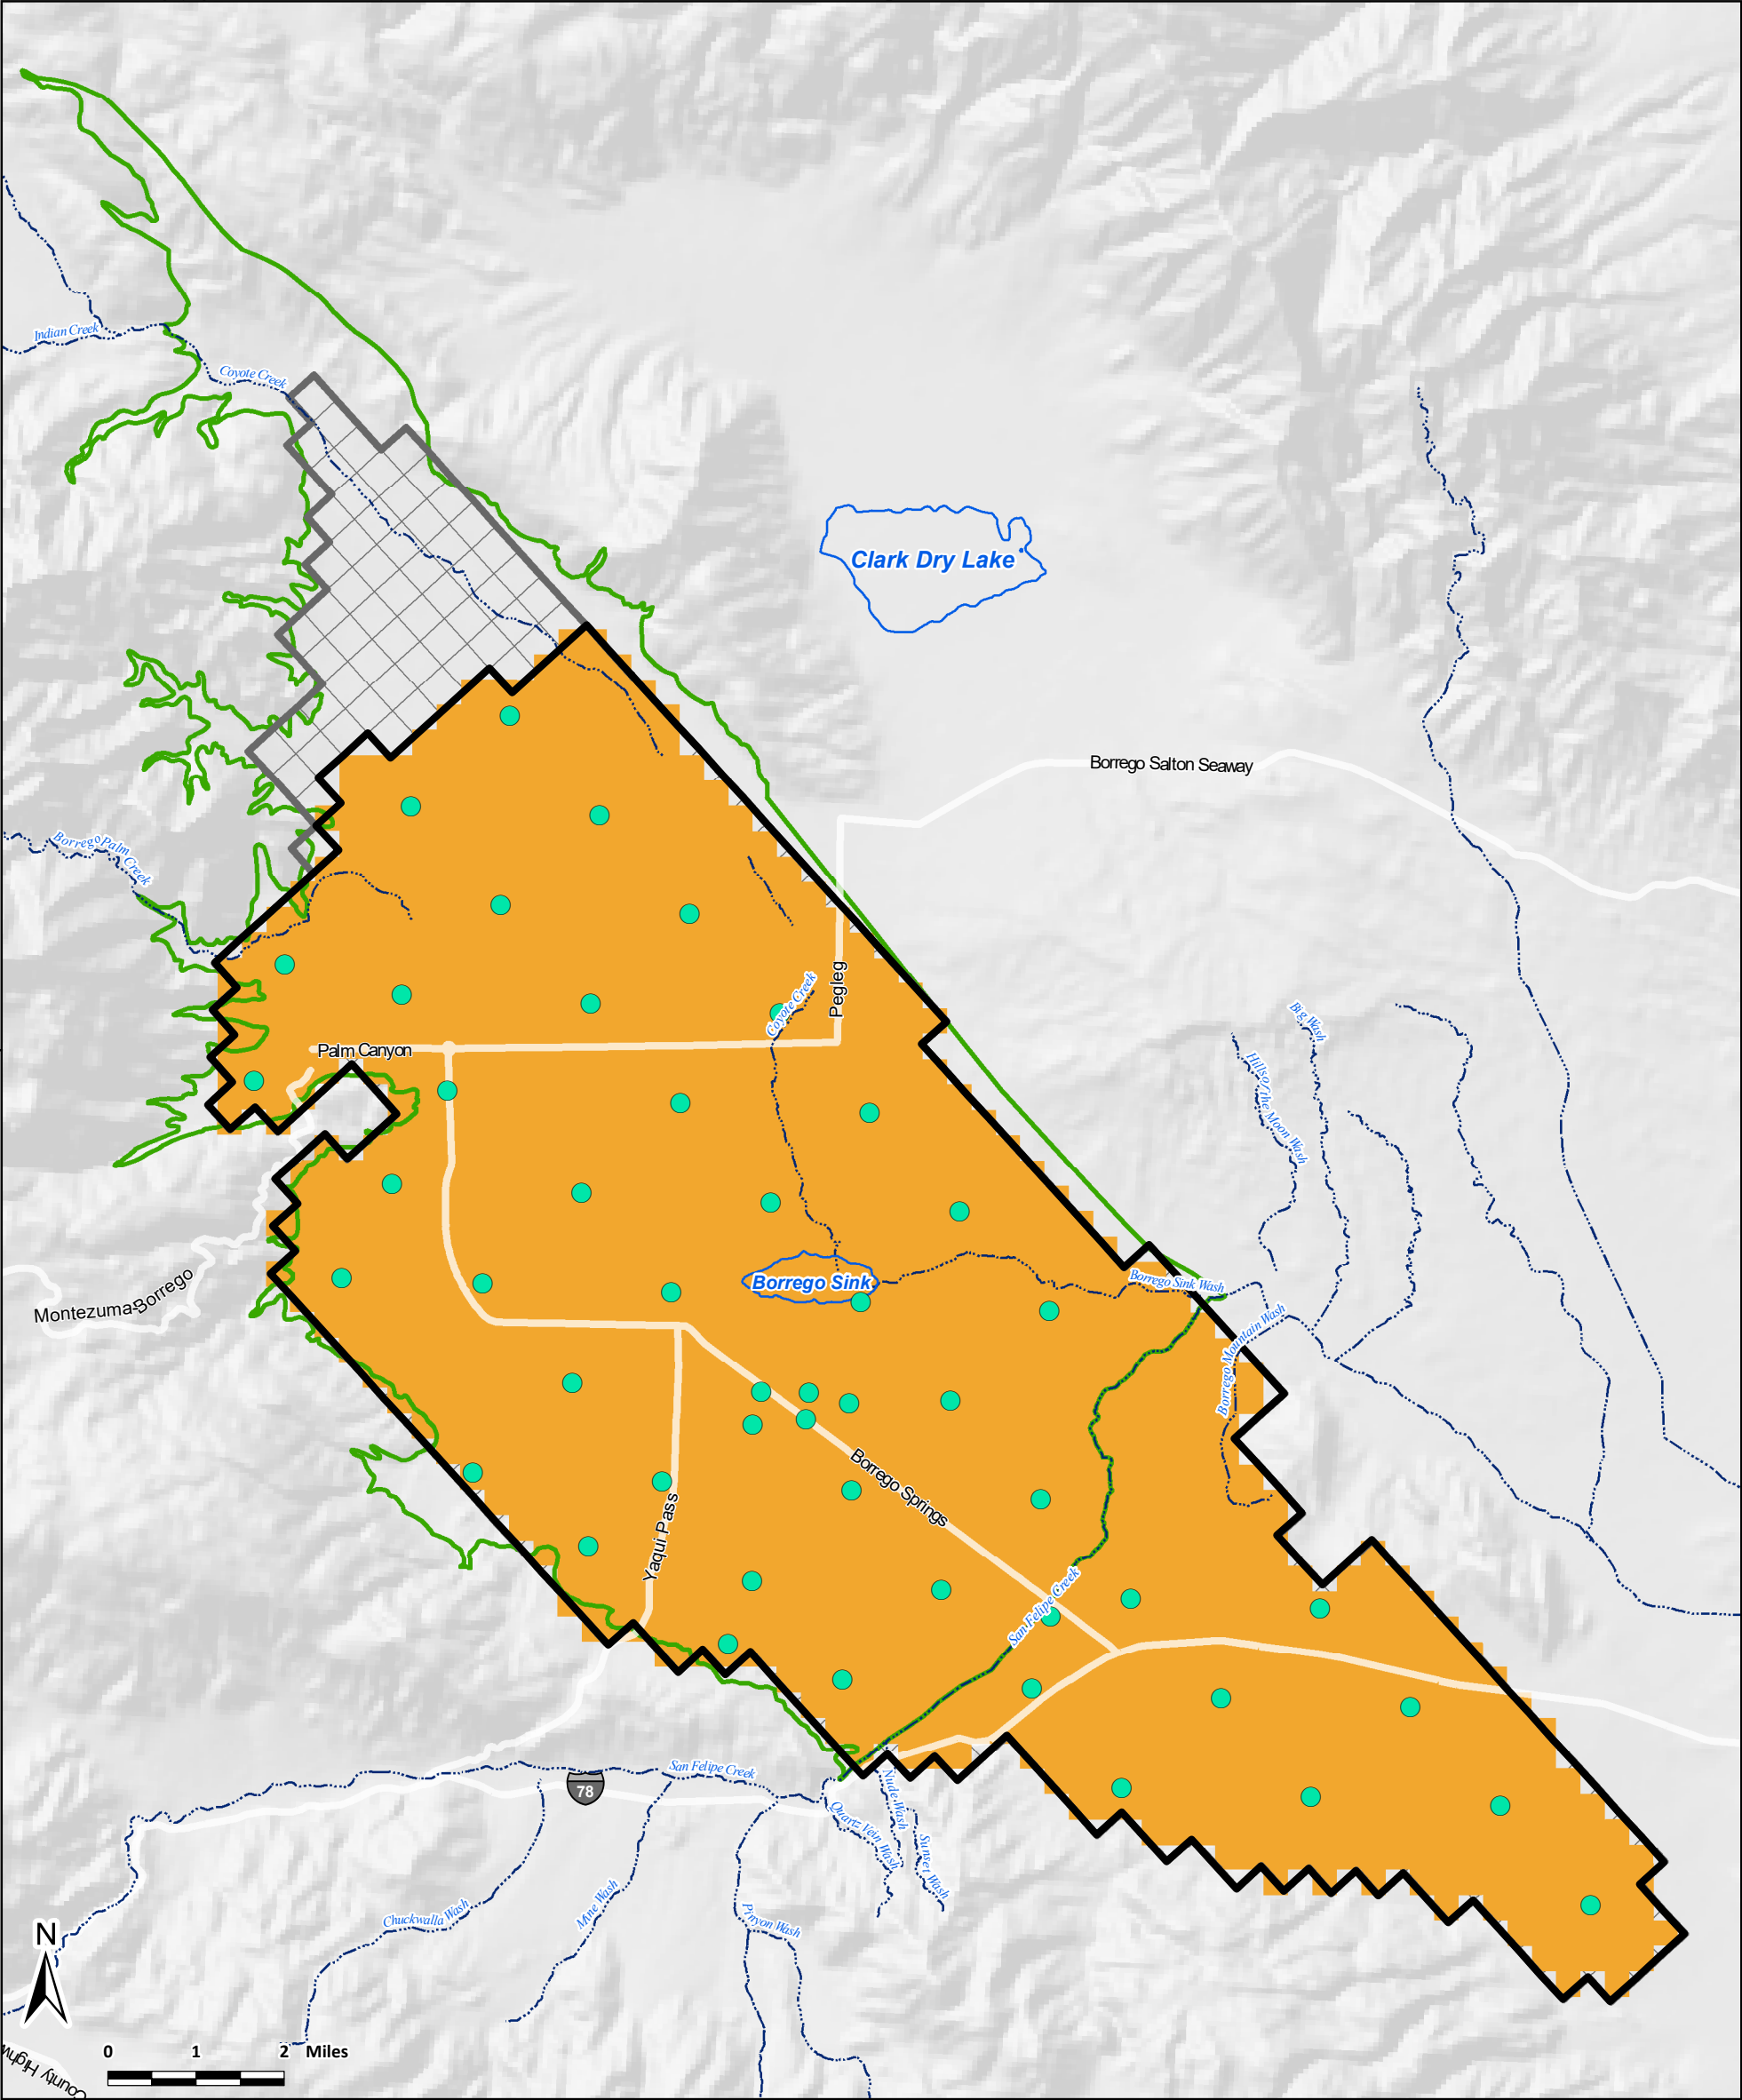 Indian Creek
Coyote Creek
Clark Dry Lake
Borrego Salton Seaway
Borrego Palm Creek
Pegleg
Coyote Creek
Palm Canyon
Big Wash
Hills of the Moon Wash
Borrego Sink
Borrego Sink Wash
Montezuma-Borrego
Borrego Mountain Wash
Borrego Springs
Yaqui Pass
San Felipe Creek
San Felipe Creek
78
Nude Wash
Quartz Vein Wash
Sunset Wash
Chuckwalla Wash
Mine Wash
Pinyon Wash
N
0 1 2 Miles
County Highw